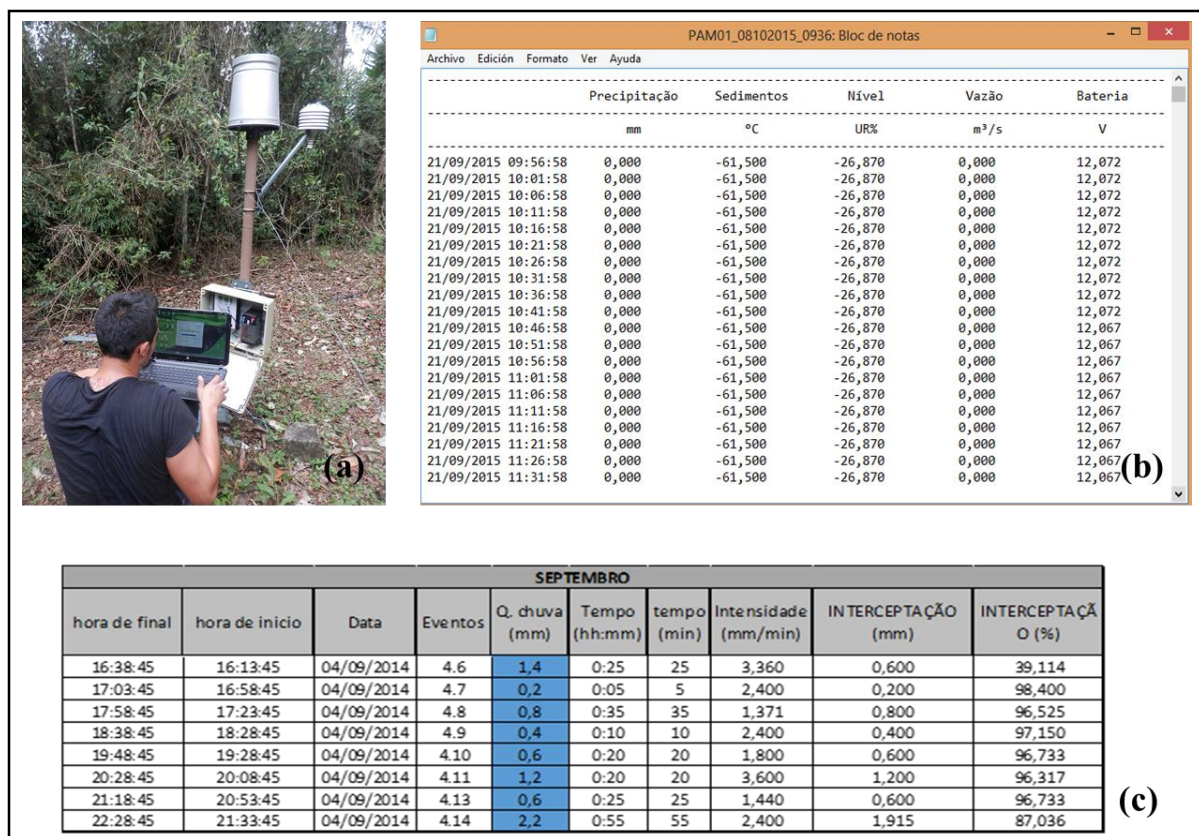 (a)
PAM01_08102015_0936: Bloc de notas
Archivo Edición Formato Ver Ayuda
Precipitação Sedimentos Nível Vazão Bateria
mm ºC UR% m³/s V
21/09/2015 09:56:58 0,000 -61,500 -26,870 0,000 12,072
21/09/2015 10:01:58 0,000 -61,500 -26,870 0,000 12,072
21/09/2015 10:06:58 0,000 -61,500 -26,870 0,000 12,072
21/09/2015 10:11:58 0,000 -61,500 -26,870 0,000 12,072
21/09/2015 10:16:58 0,000 -61,500 -26,870 0,000 12,072
21/09/2015 10:21:58 0,000 -61,500 -26,870 0,000 12,072
21/09/2015 10:26:58 0,000 -61,500 -26,870 0,000 12,072
21/09/2015 10:31:58 0,000 -61,500 -26,870 0,000 12,072
21/09/2015 10:36:58 0,000 -61,500 -26,870 0,000 12,072
21/09/2015 10:41:58 0,000 -61,500 -26,870 0,000 12,072
21/09/2015 10:46:58 0,000 -61,500 -26,870 0,000 12,067
21/09/2015 10:51:58 0,000 -61,500 -26,870 0,000 12,067
21/09/2015 10:56:58 0,000 -61,500 -26,870 0,000 12,067
21/09/2015 11:01:58 0,000 -61,500 -26,870 0,000 12,067
21/09/2015 11:06:58 0,000 -61,500 -26,870 0,000 12,067
21/09/2015 11:11:58 0,000 -61,500 -26,870 0,000 12,067
21/09/2015 11:16:58 0,000 -61,500 -26,870 0,000 12,067
21/09/2015 11:21:58 0,000 -61,500 -26,870 0,000 12,067
21/09/2015 11:26:58 0,000 -61,500 -26,870 0,000 12,067
21/09/2015 11:31:58 0,000 -61,500 -26,870 0,000 12,067
(b)
SEPTEMBRO
hora de final hora de inicio Data Eventos Q. chuva (mm) Tempo (hh:mm) tempo (min) Intensidade (mm/min) INTERCEPTAÇÃO (mm) INTERCEPTAÇÃO (%)
16:38:45 16:13:45 04/09/2014 4.6 1,4 0:25 25 3,360 0,600 39,114
17:03:45 16:58:45 04/09/2014 4.7 0,2 0:05 5 2,400 0,200 98,400
17:58:45 17:23:45 04/09/2014 4.8 0,8 0:35 35 1,371 0,800 96,525
18:38:45 18:28:45 04/09/2014 4.9 0,4 0:10 10 2,400 0,400 97,150
19:48:45 19:28:45 04/09/2014 4.10 0,6 0:20 20 1,800 0,600 96,733
20:28:45 20:08:45 04/09/2014 4.11 1,2 0:20 20 3,600 1,200 96,317
21:18:45 20:53:45 04/09/2014 4.13 0,6 0:25 25 1,440 0,600 96,733
22:28:45 21:33:45 04/09/2014 4.14 2,2 0:55 55 2,400 1,915 87,036
(c)